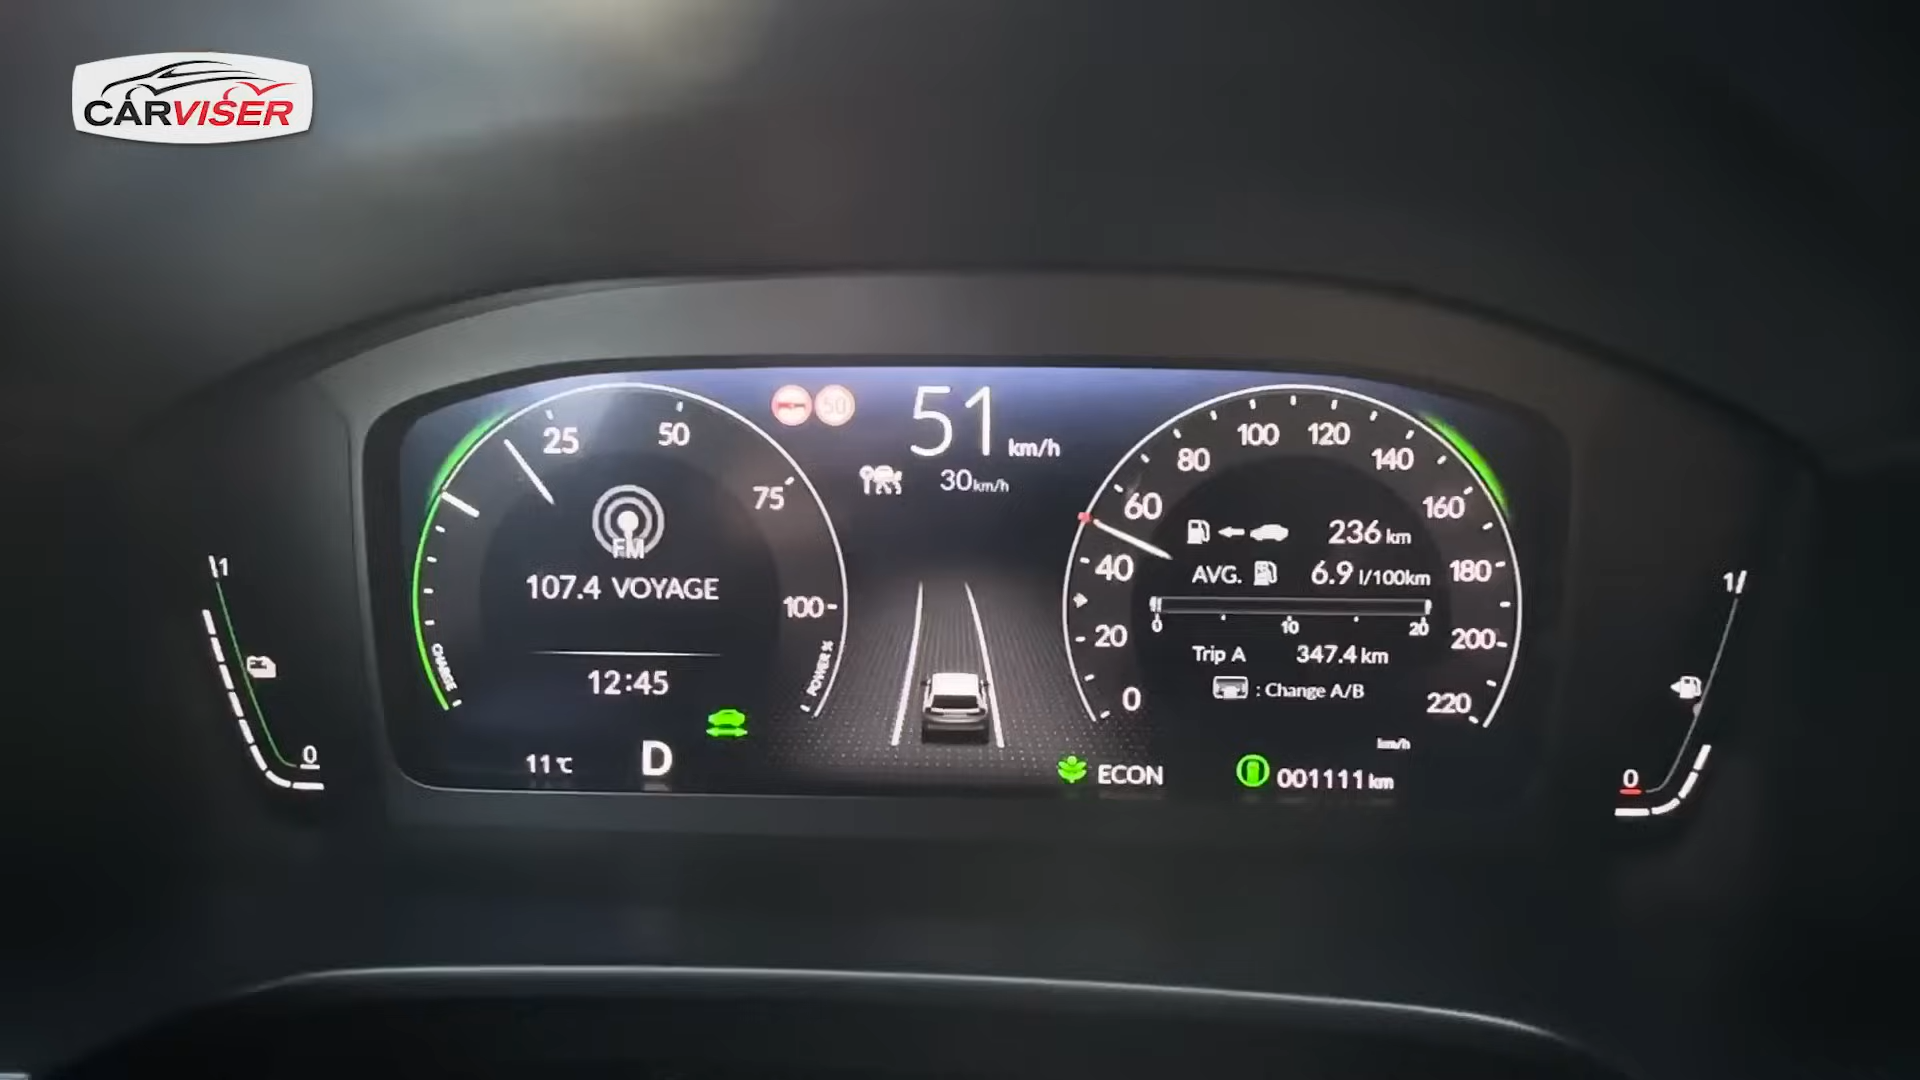 CARVISER
50
51 km/h
30 km/h
25
50
75
100
CHARGE
POWER %
FM
107.4 VOYAGE
12:45
11°C
D
0
20
40
60
80
100
120
140
160
180
200
220
km/h
236 km
AVG. 6.9 l/100km
0 10 20
Trip A 347.4 km
: Change A/B
ECON
001111 km
1
0
1
0